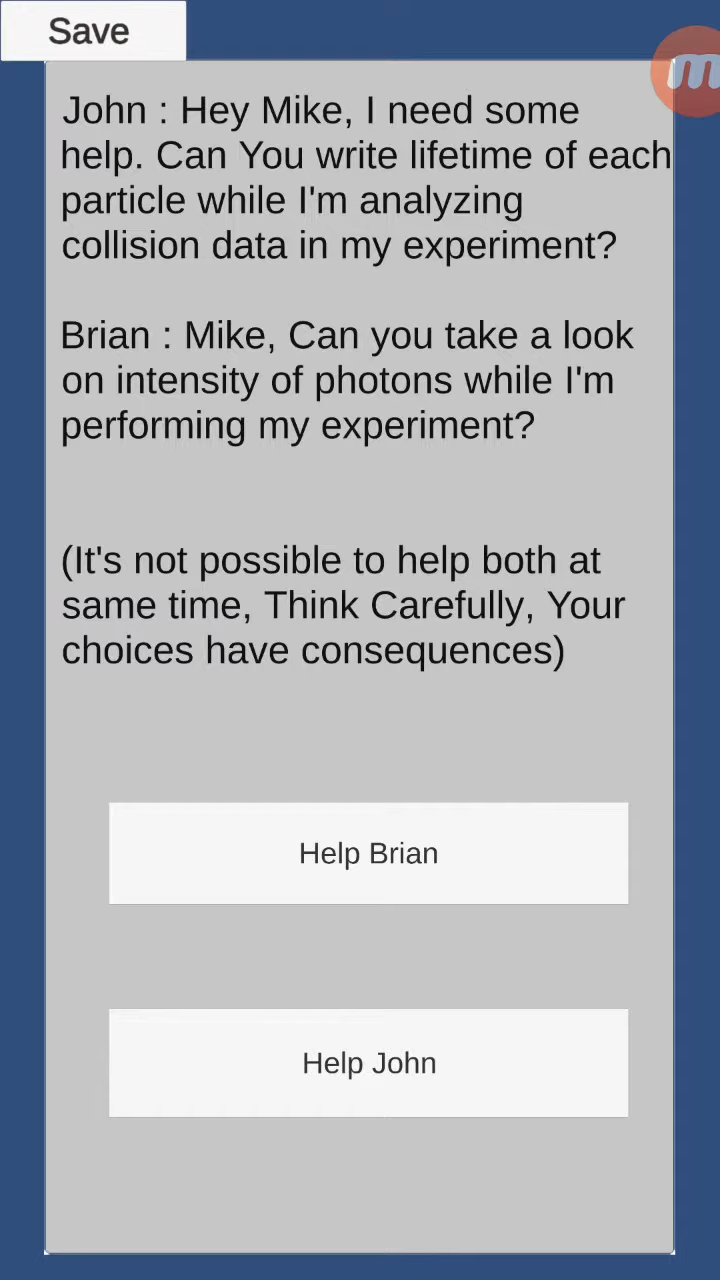 Save
John : Hey Mike, I need some
help. Can You write lifetime of each
particle while I'm analyzing
collision data in my experiment?
Brian : Mike, Can you take a look
on intensity of photons while I'm
performing my experiment?
(It's not possible to help both at
same time, Think Carefully, Your
choices have consequences)
Help Brian
Help John